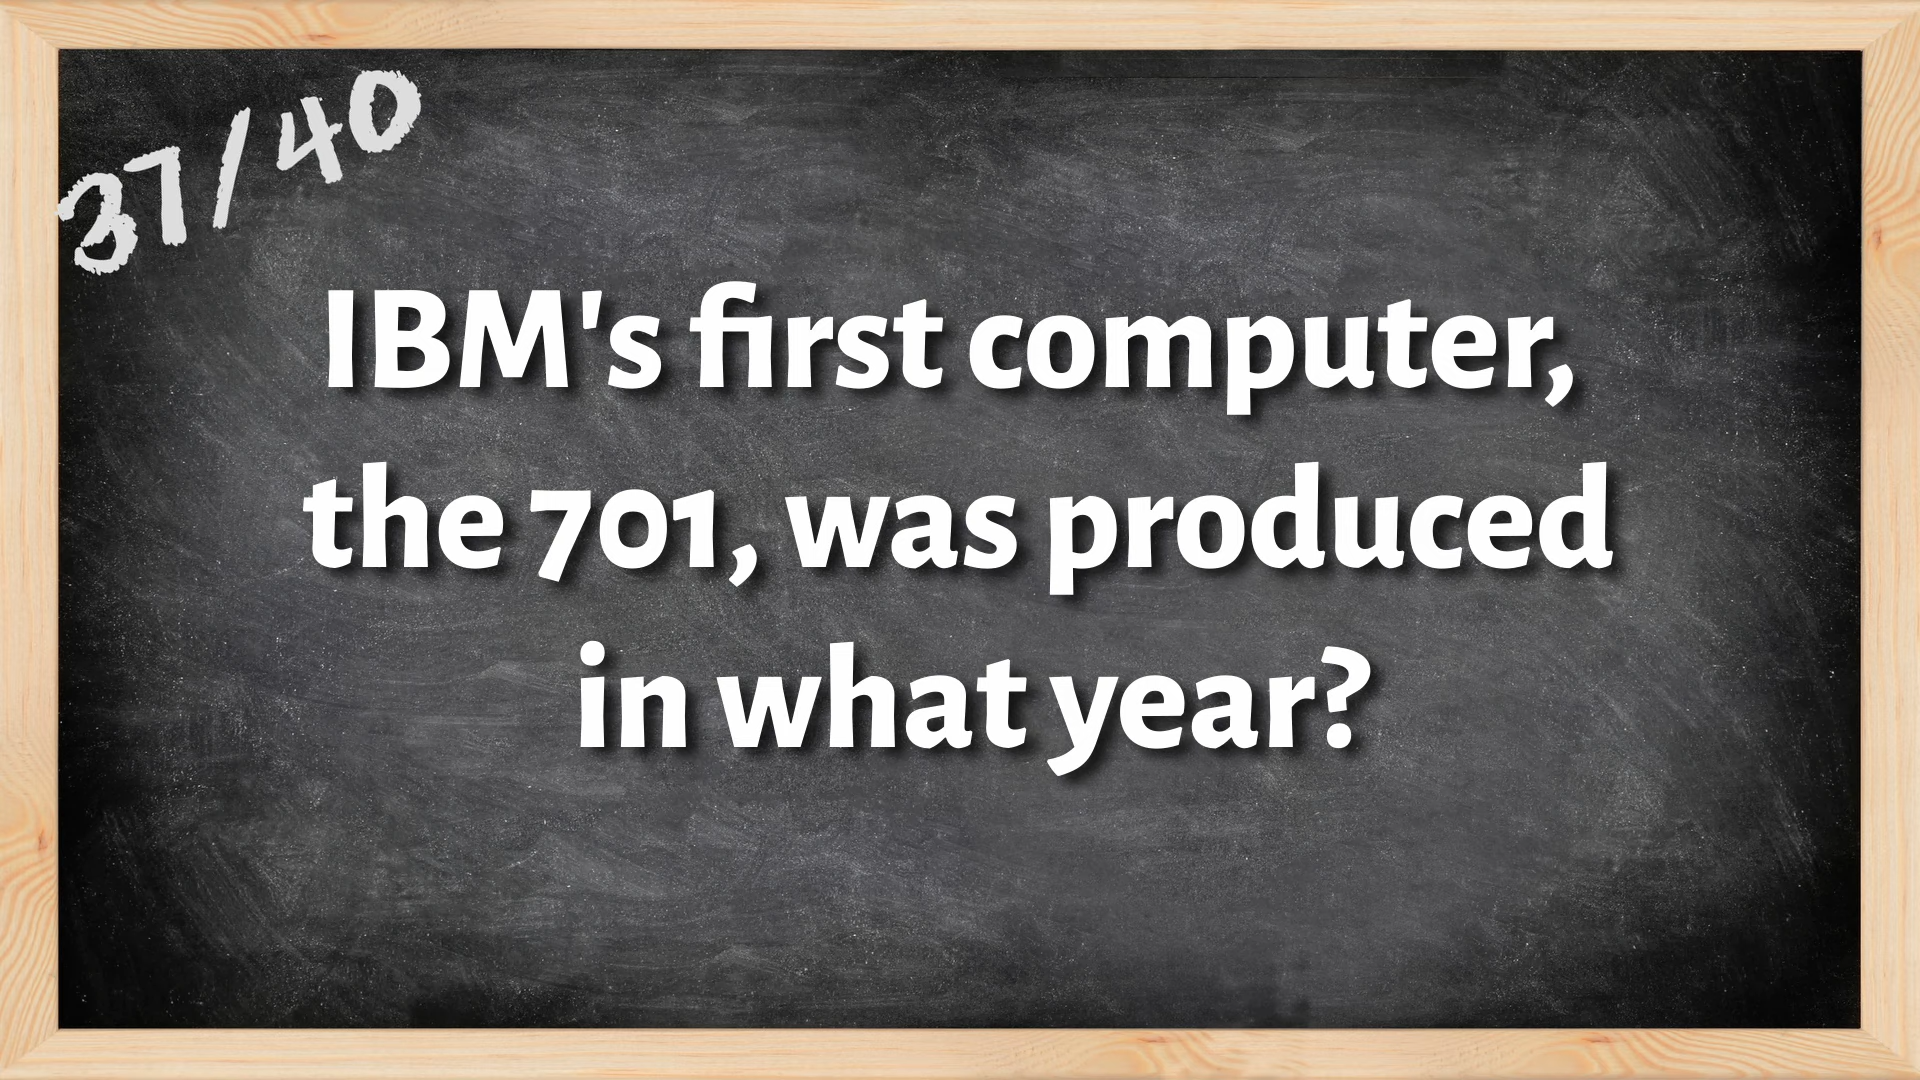 37/40
IBM's first computer,
the 701, was produced
in what year?